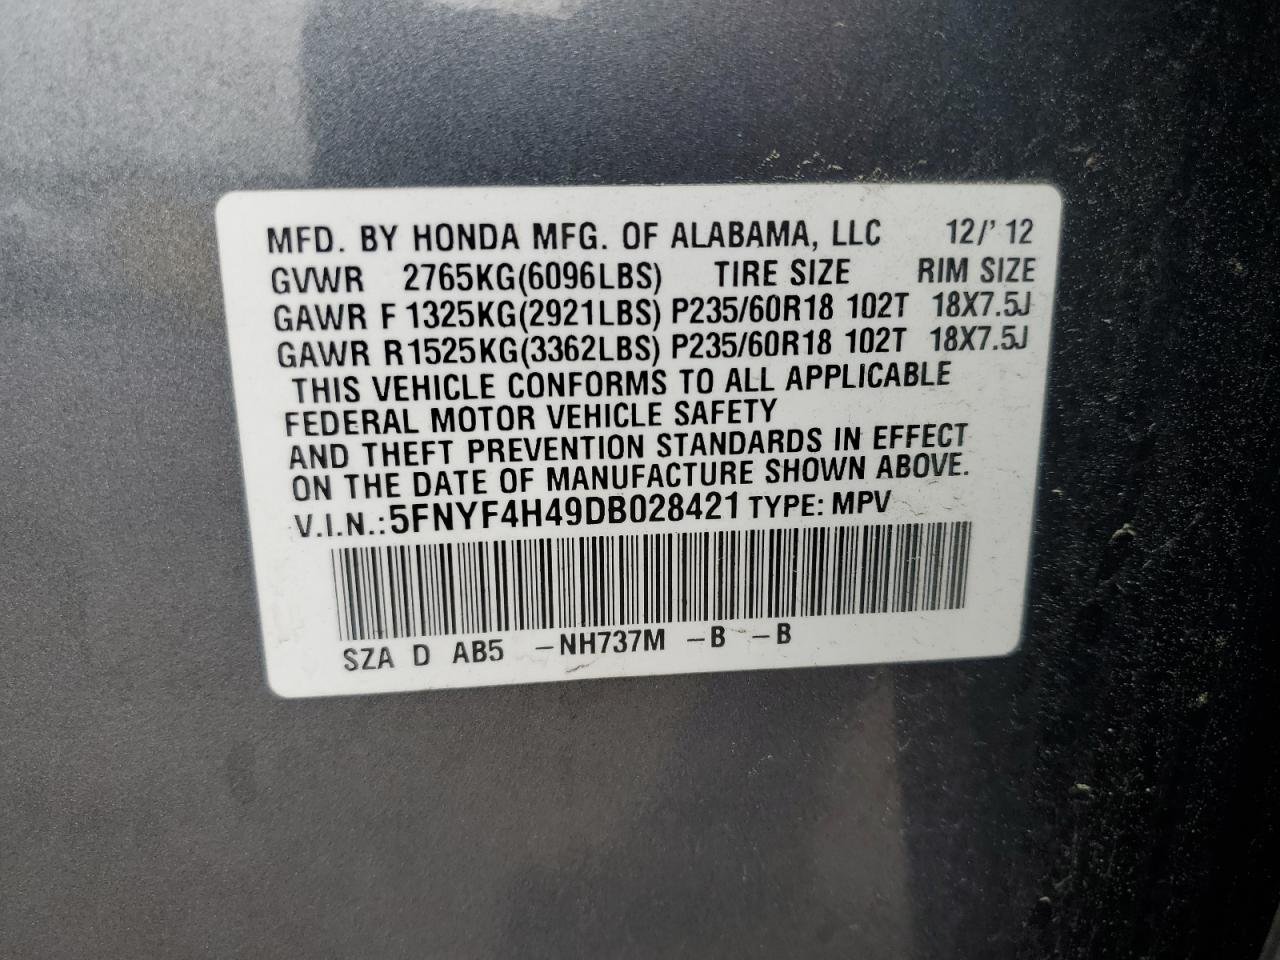 MFD. BY HONDA MFG. OF ALABAMA, LLC 12/'12
GVWR 2765KG(6096LBS) TIRE SIZE RIM SIZE
GAWR F 1325KG(2921LBS) P235/60R18 102T 18X7.5J
GAWR R 1525KG(3362LBS) P235/60R18 102T 18X7.5J
THIS VEHICLE CONFORMS TO ALL APPLICABLE
FEDERAL MOTOR VEHICLE SAFETY
AND THEFT PREVENTION STANDARDS IN EFFECT
ON THE DATE OF MANUFACTURE SHOWN ABOVE.
V.I.N.:5FNYF4H49DB028421 TYPE: MPV
SZA D AB5 -NH737M -B -B